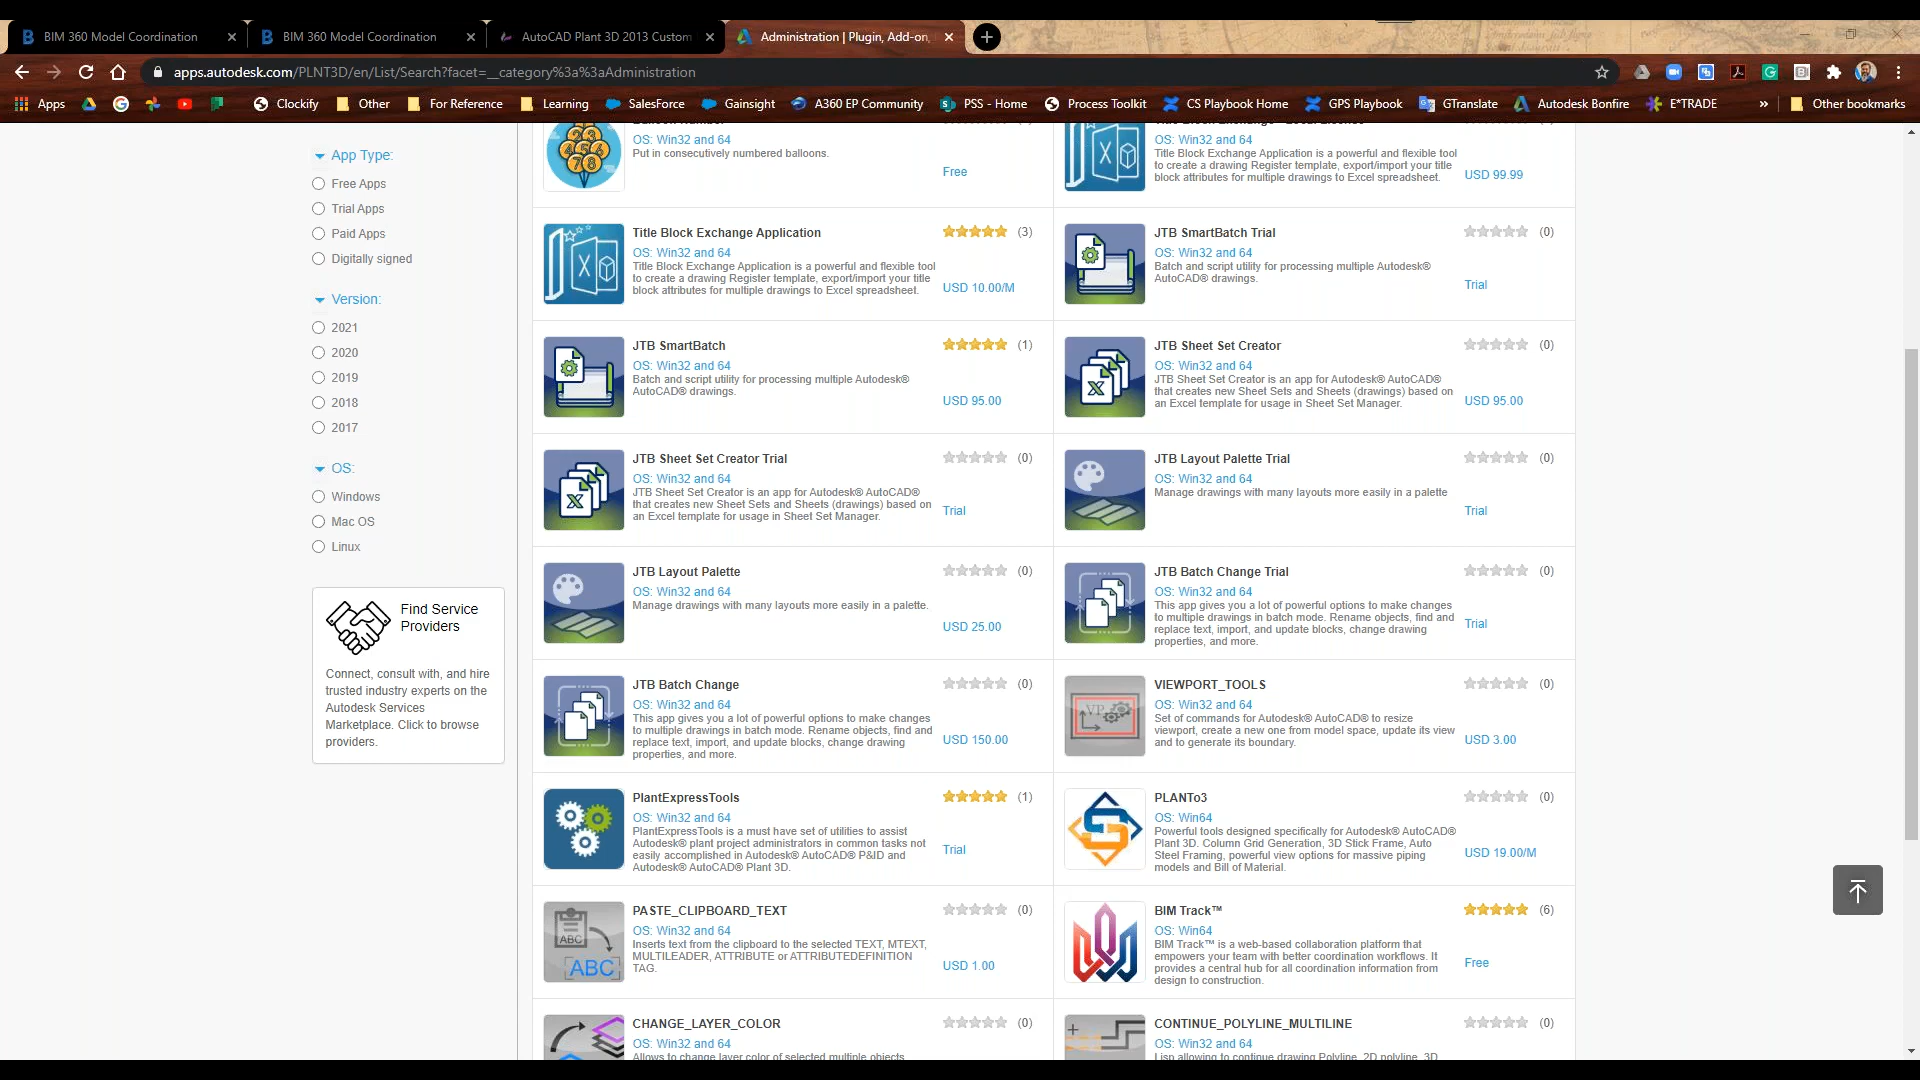 BIM 360 Model Coordination
BIM 360 Model Coordination
AutoCAD Plant 3D 2013 Custom
Administration | Plugin, Add-on,
apps.autodesk.com/PLNT3D/en/List/Search?facet=__category%3a%3aAdministration
Apps
Clockify
Other
For Reference
Learning
SalesForce
Gainsight
A360 EP Community
PSS - Home
Process Toolkit
CS Playbook Home
GPS Playbook
GTranslate
Autodesk Bonfire
E*TRADE
»
Other bookmarks
App Type:
Free Apps
Trial Apps
Paid Apps
Digitally signed
Version:
2021
2020
2019
2018
2017
OS:
Windows
Mac OS
Linux
Find Service
Providers
Connect, consult with, and hire
trusted industry experts on the
Autodesk Services
Marketplace. Click to browse
providers.
OS: Win32 and 64
Put in consecutively numbered balloons.
Free
OS: Win32 and 64
Title Block Exchange Application is a powerful and flexible tool
to create a drawing Register template, export/import your title
block attributes for multiple drawings to Excel spreadsheet.
USD 99.99
Title Block Exchange Application
(3)
OS: Win32 and 64
Title Block Exchange Application is a powerful and flexible tool
to create a drawing Register template, export/import your title
block attributes for multiple drawings to Excel spreadsheet.
USD 10.00/M
JTB SmartBatch Trial
(0)
OS: Win32 and 64
Batch and script utility for processing multiple Autodesk®
AutoCAD® drawings.
Trial
JTB SmartBatch
(1)
OS: Win32 and 64
Batch and script utility for processing multiple Autodesk®
AutoCAD® drawings.
USD 95.00
JTB Sheet Set Creator
(0)
OS: Win32 and 64
JTB Sheet Set Creator is an app for Autodesk® AutoCAD®
that creates new Sheet Sets and Sheets (drawings) based on
an Excel template for usage in Sheet Set Manager.
USD 95.00
JTB Sheet Set Creator Trial
(0)
OS: Win32 and 64
JTB Sheet Set Creator is an app for Autodesk® AutoCAD®
that creates new Sheet Sets and Sheets (drawings) based on
an Excel template for usage in Sheet Set Manager.
Trial
JTB Layout Palette Trial
(0)
OS: Win32 and 64
Manage drawings with many layouts more easily in a palette
Trial
JTB Layout Palette
(0)
OS: Win32 and 64
Manage drawings with many layouts more easily in a palette.
USD 25.00
JTB Batch Change Trial
(0)
OS: Win32 and 64
This app gives you a lot of powerful options to make changes
to multiple drawings in batch mode. Rename objects, find and
replace text, import, and update blocks, change drawing
properties, and more.
Trial
JTB Batch Change
(0)
OS: Win32 and 64
This app gives you a lot of powerful options to make changes
to multiple drawings in batch mode. Rename objects, find and
replace text, import, and update blocks, change drawing
properties, and more.
USD 150.00
VP
VIEWPORT_TOOLS
(0)
OS: Win32 and 64
Set of commands for Autodesk® AutoCAD® to resize
viewport, create a new one from model space, update its view
and to generate its boundary.
USD 3.00
PlantExpressTools
(1)
OS: Win32 and 64
PlantExpressTools is a must have set of utilities to assist
Autodesk® plant project administrators in common tasks not
easily accomplished in Autodesk® AutoCAD® P&ID and
Autodesk® AutoCAD® Plant 3D.
Trial
PLANTo3
(0)
OS: Win64
Powerful tools designed specifically for Autodesk® AutoCAD®
Plant 3D. Column Grid Generation, 3D Stick Frame, Auto
Steel Framing, powerful view options for massive piping
models and Bill of Material.
USD 19.00/M
ABC
ABC
PASTE_CLIPBOARD_TEXT
(0)
OS: Win32 and 64
Inserts text from the clipboard to the selected TEXT, MTEXT,
MULTILEADER, ATTRIBUTE or ATTRIBUTEDEFINITION
TAG.
USD 1.00
BIM Track™
(6)
OS: Win64
BIM Track™ is a web-based collaboration platform that
empowers your team with better coordination workflows. It
provides a central hub for all coordination information from
design to construction.
Free
CHANGE_LAYER_COLOR
(0)
OS: Win32 and 64
Allows to change layer color of selected multiple objects
CONTINUE_POLYLINE_MULTILINE
(0)
OS: Win32 and 64
Lisp allowing to continue drawing Polyline, 2D polyline, 3D